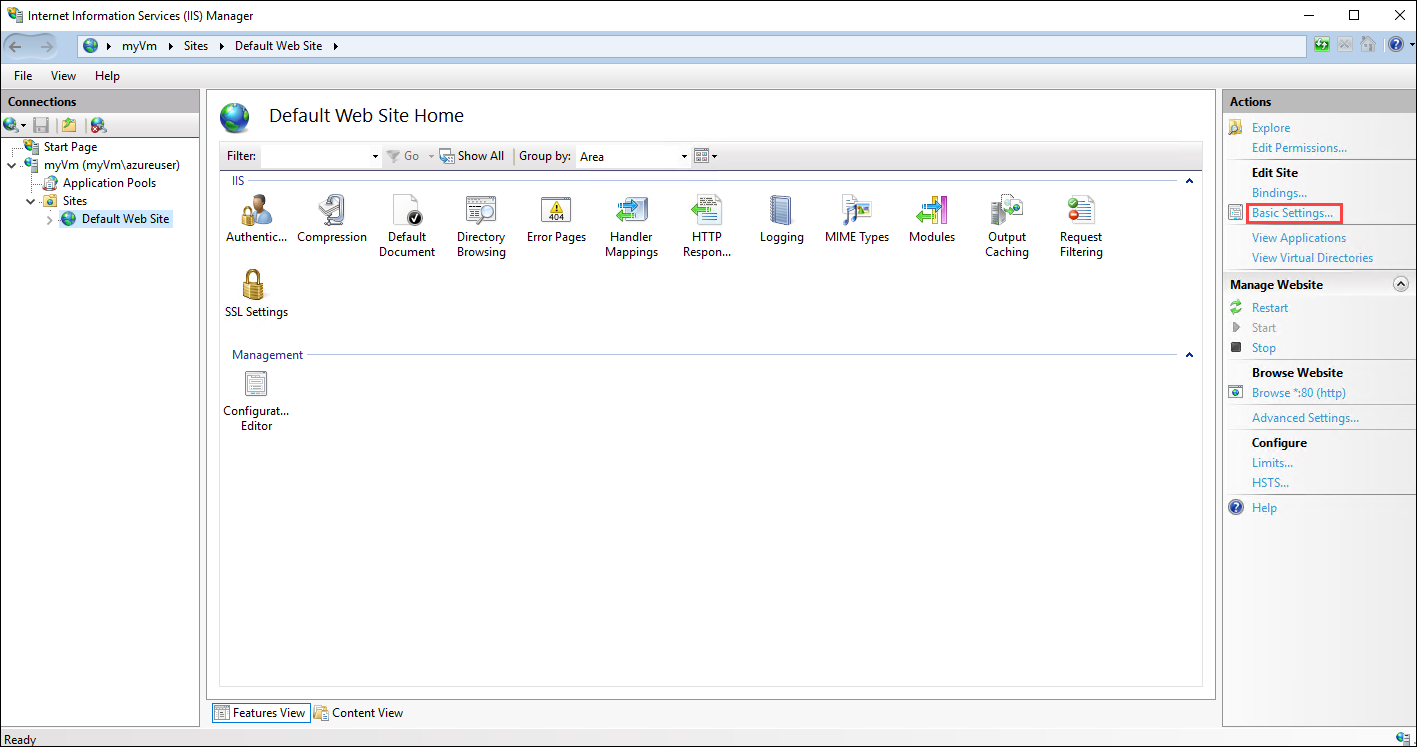 Internet Information Services (IIS) Manager
myVm
Sites
Default Web Site
File View Help
Connections
Start Page
myVm (myVm\azureuser)
Application Pools
Sites
Default Web Site
Default Web Site Home
Filter:
Go
Show All
Group by:
Area
IIS
Authentic...
Compression
Default
Document
Directory
Browsing
Error Pages
404
Handler
Mappings
HTTP
Respon...
Logging
MIME Types
Modules
Output
Caching
Request
Filtering
SSL Settings
Management
Configurat...
Editor
Features View
Content View
Actions
Explore
Edit Permissions...
Edit Site
Bindings...
Basic Settings...
View Applications
View Virtual Directories
Manage Website
Restart
Start
Stop
Browse Website
Browse *:80 (http)
Advanced Settings...
Configure
Limits...
HSTS...
Help
Ready